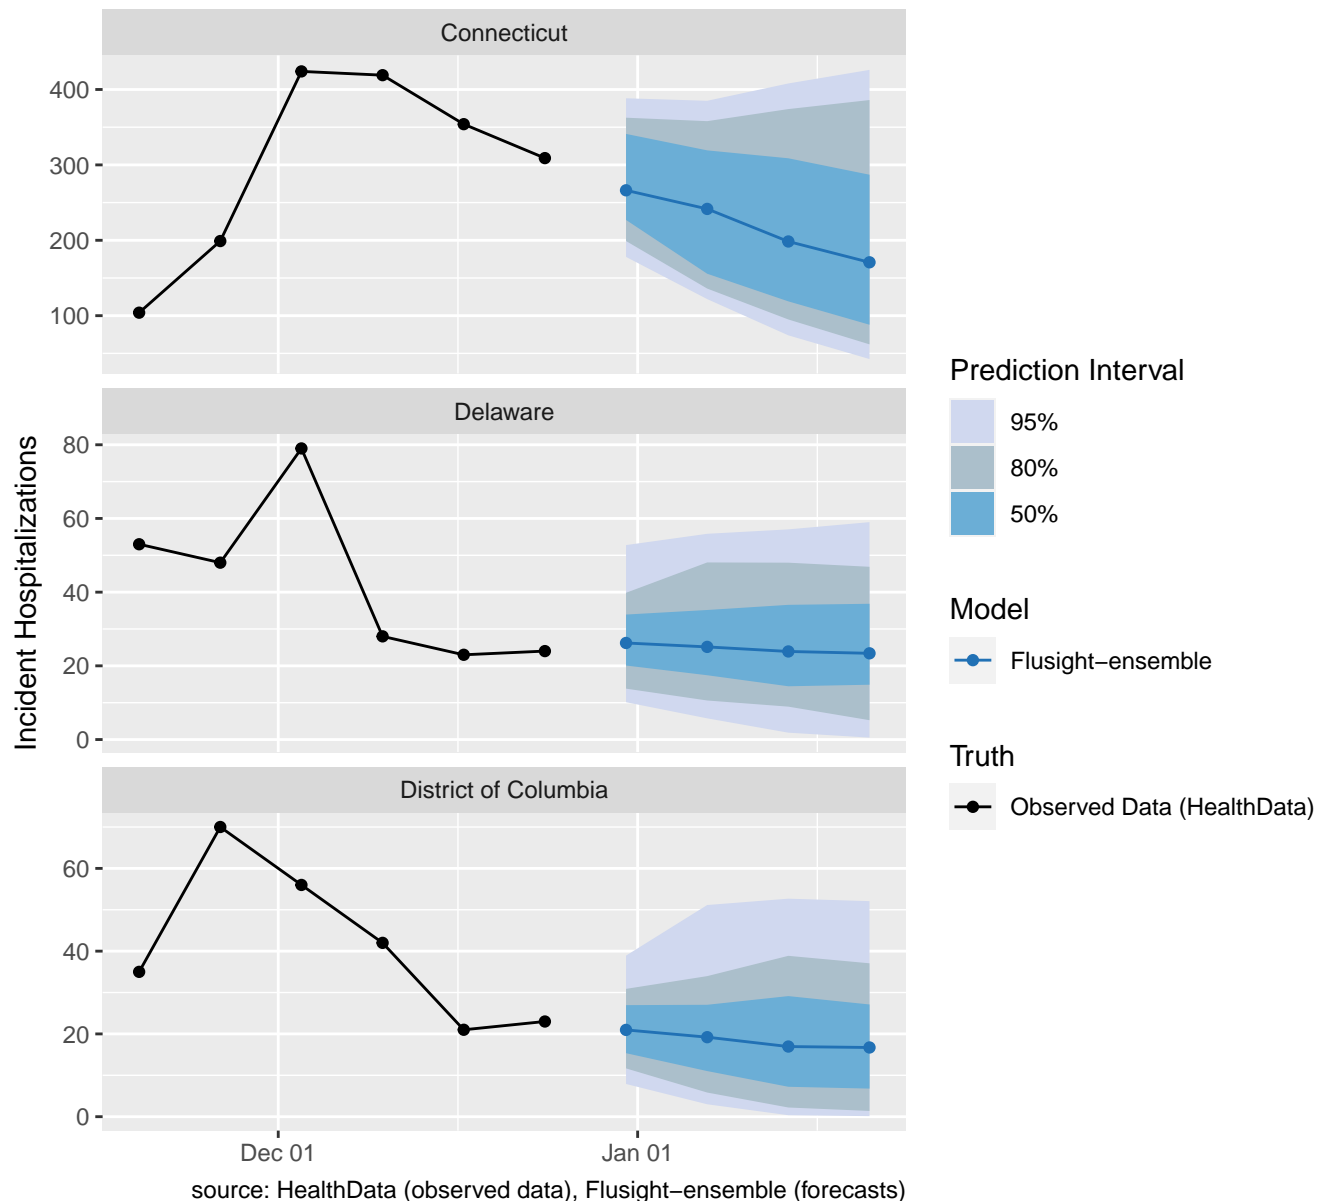 Connecticut
400
300
200
100
Delaware
80
60
40
20
0
District of Columbia
60
40
20
0
Dec 01
Jan 01
Incident Hospitalizations
source: HealthData (observed data), Flusight−ensemble (forecasts)
Prediction Interval
95%
80%
50%
Model
Flusight−ensemble
Truth
Observed Data (HealthData)